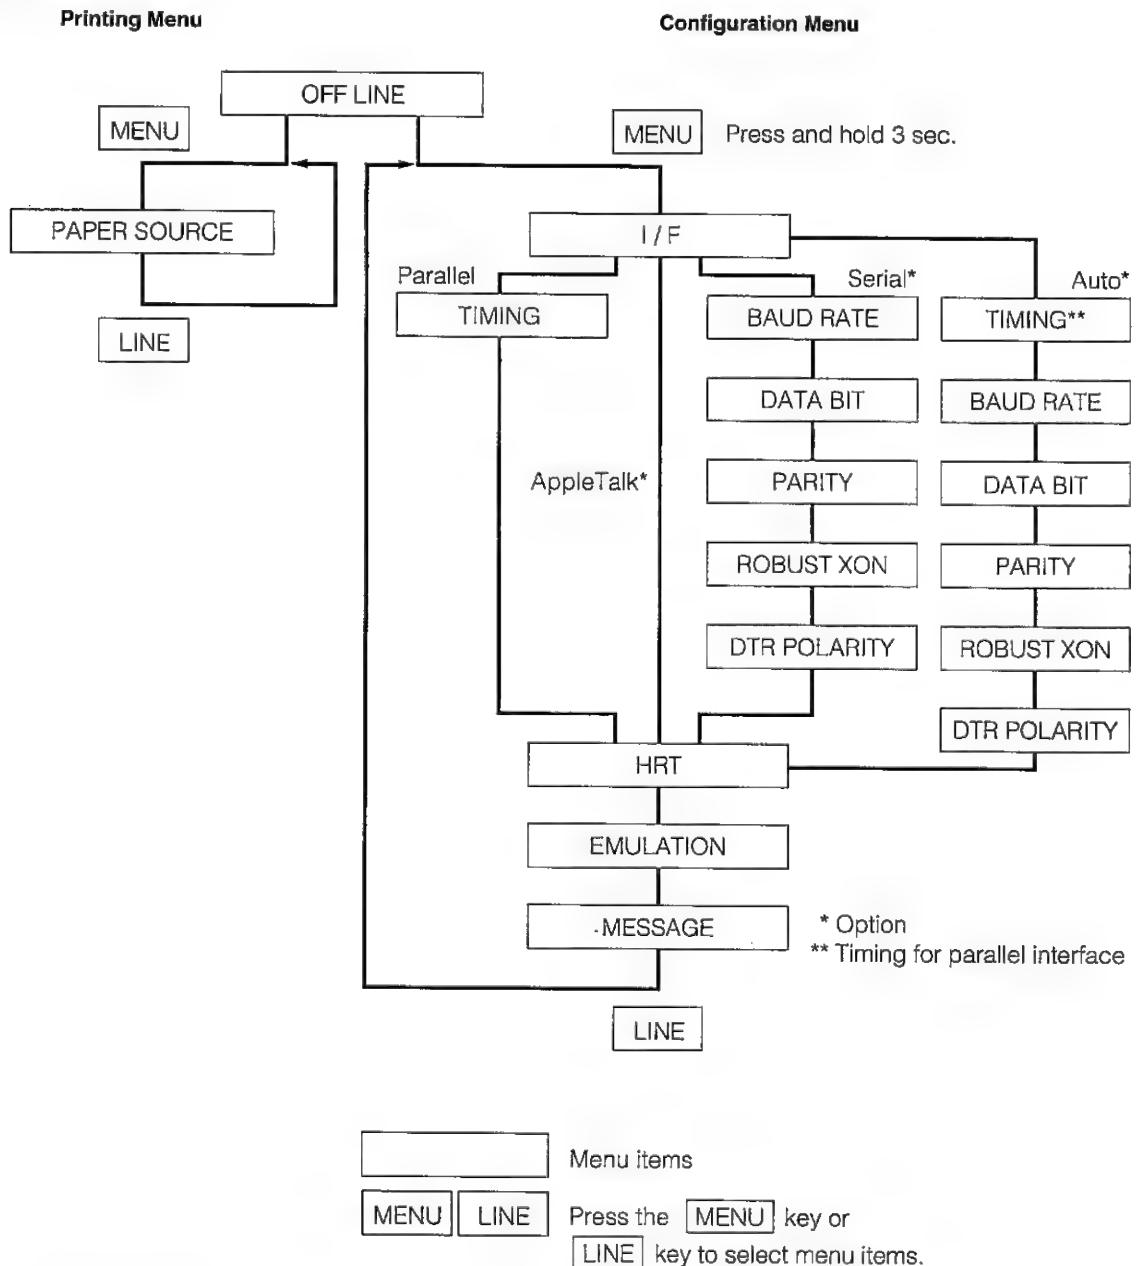 Printing Menu
Configuration Menu
OFF LINE
MENU
MENU Press and hold 3 sec.
PAPER SOURCE
I / F
LINE
Parallel
Serial*
Auto*
TIMING
BAUD RATE
TIMING**
DATA BIT
BAUD RATE
AppleTalk*
PARITY
DATA BIT
ROBUST XON
PARITY
DTR POLARITY
ROBUST XON
DTR POLARITY
HRT
EMULATION
MESSAGE
* Option
** Timing for parallel interface
LINE
Menu items
MENU LINE Press the MENU key or
LINE key to select menu items.